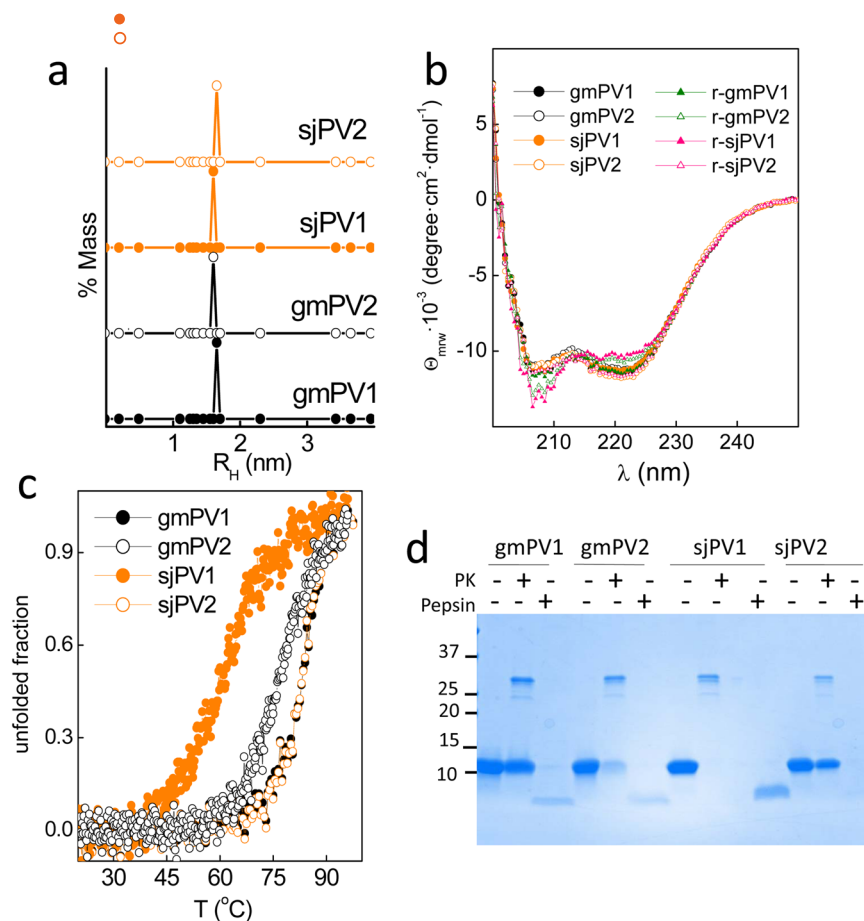 a
sjPV2
sjPV1
gmPV2
gmPV1
% Mass
1 2 3
R_H (nm)
b
gmPV1 r-gmPV1
gmPV2 r-gmPV2
sjPV1 r-sjPV1
sjPV2 r-sjPV2
5
0
-5
-10
Θmrw·10⁻³ (degree·cm²·dmol⁻¹)
210 220 230 240
λ (nm)
c
gmPV1
gmPV2
sjPV1
sjPV2
0.9
0.6
0.3
0.0
unfolded fraction
30 45 60 75 90
T (°C)
d
gmPV1 gmPV2 sjPV1 sjPV2
PK - + - - + - - + - - + -
Pepsin - - + - - + - - + - - +
37
25
20
15
10